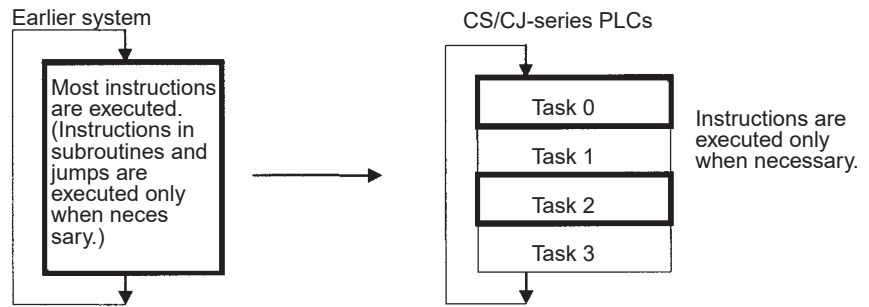 Earlier system
Most instructions
are executed.
(Instructions in
subroutines and
jumps are
executed only
when neces
sary.)
CS/CJ-series PLCs
Task 0
Task 1
Task 2
Task 3
Instructions are
executed only
when necessary.